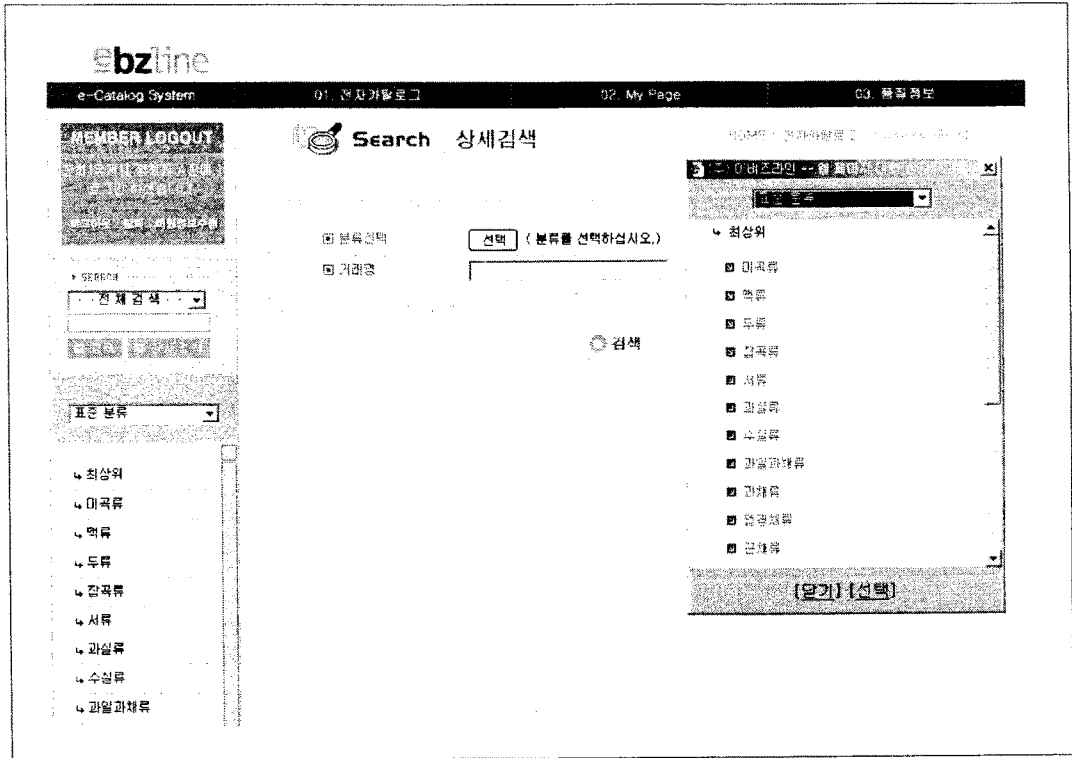 ebzline
e-Catalog System 01. 전자카탈로그 02. My Page 03. 품질정보
MEMBER LOGOUT
Search 상세검색
분류선택 선택 ( 분류를 선택하십시오.)
거래명
검색
SEARCH
전체검색
표준 분류
최상위
미곡류
맥류
두류
잡곡류
서류
과실류
수실류
과일과채류
표준 분류
최상위
미곡류
맥류
두류
잡곡류
서류
과실류
수실류
과일과채류
과채류
엽경채류
근채류
[닫기] [선택]